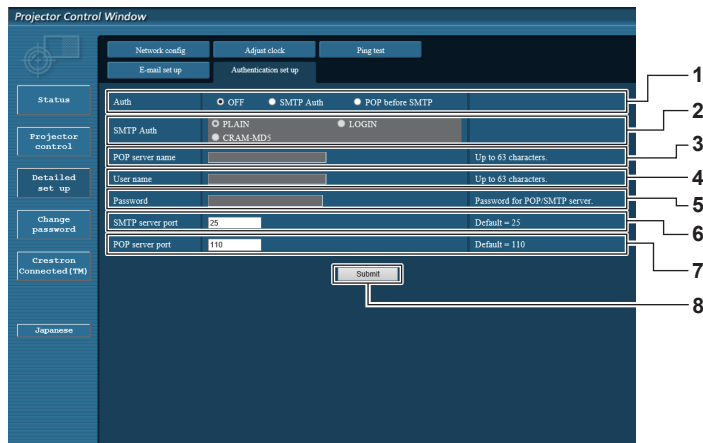 Projector Control Window
Network config Adjust clock Ping test
E-mail set up Authentication set up
Status
Projector
control
Detailed
set up
Change
password
Crestron
Connected(TM)
Japanese
Auth OFF SMTP Auth POP before SMTP
SMTP Auth PLAIN LOGIN
CRAM-MD5
POP server name Up to 63 characters.
User name Up to 63 characters.
Password Password for POP/SMTP server.
SMTP server port 25 Default = 25
POP server port 110 Default = 110
Submit
1
2
3
4
5
6
7
8